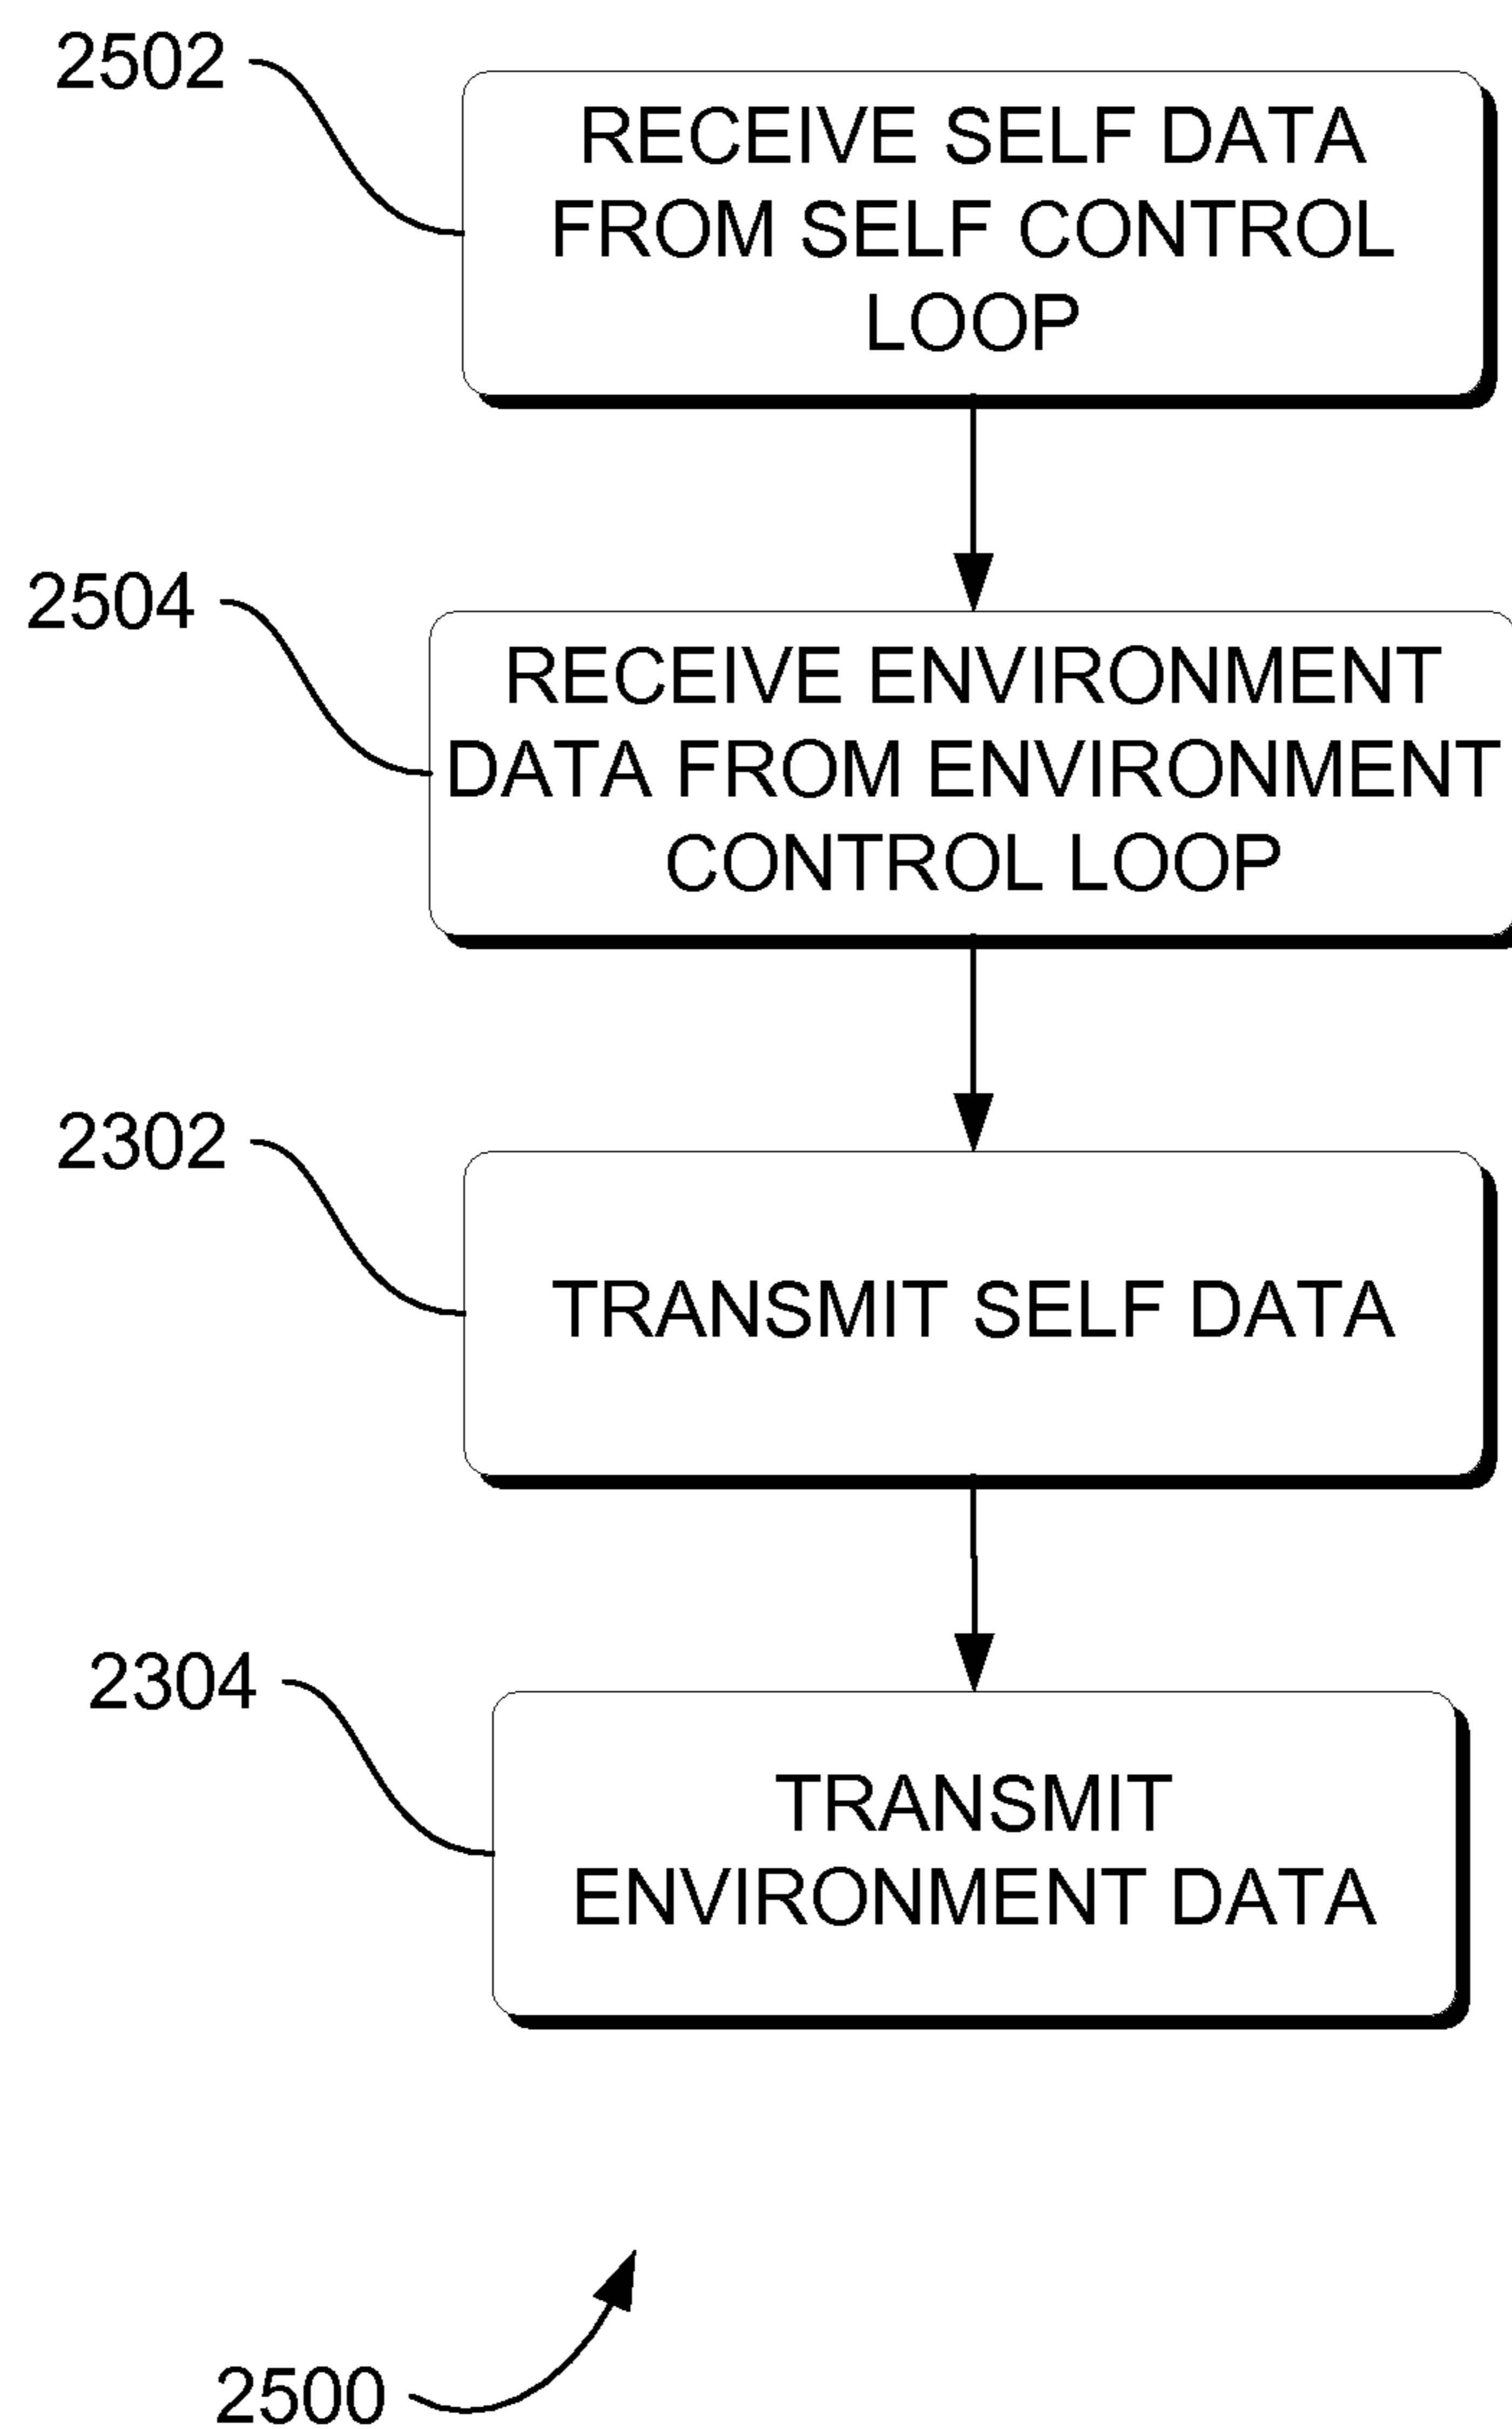 2502
RECEIVE SELF DATA
FROM SELF CONTROL
LOOP
2504
RECEIVE ENVIRONMENT
DATA FROM ENVIRONMENT
CONTROL LOOP
2302
TRANSMIT SELF DATA
2304
TRANSMIT
ENVIRONMENT DATA
2500